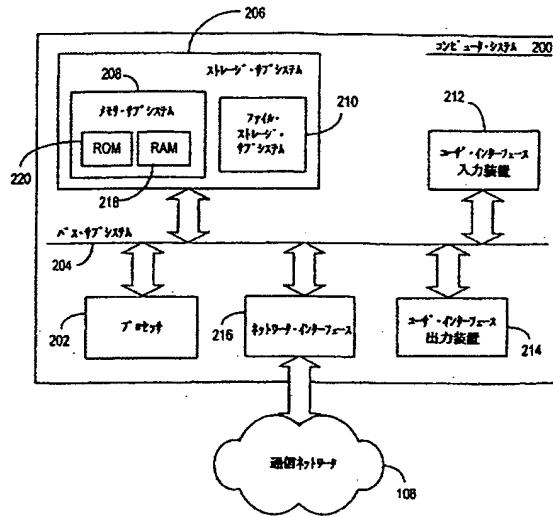 206
コンピュータ・システム 200
208
ストレージ・サブシステム
メモリ・サブシステム
210
212
ファイル・
ストレージ・
サブシステム
ROM
RAM
220
218
ユーザ・インターフェース
入力装置
バス・サブシステム
204
202
プロセッサ
216
ネットワーク・インターフェース
ユーザ・インターフェース
出力装置
214
通信ネットワーク
108